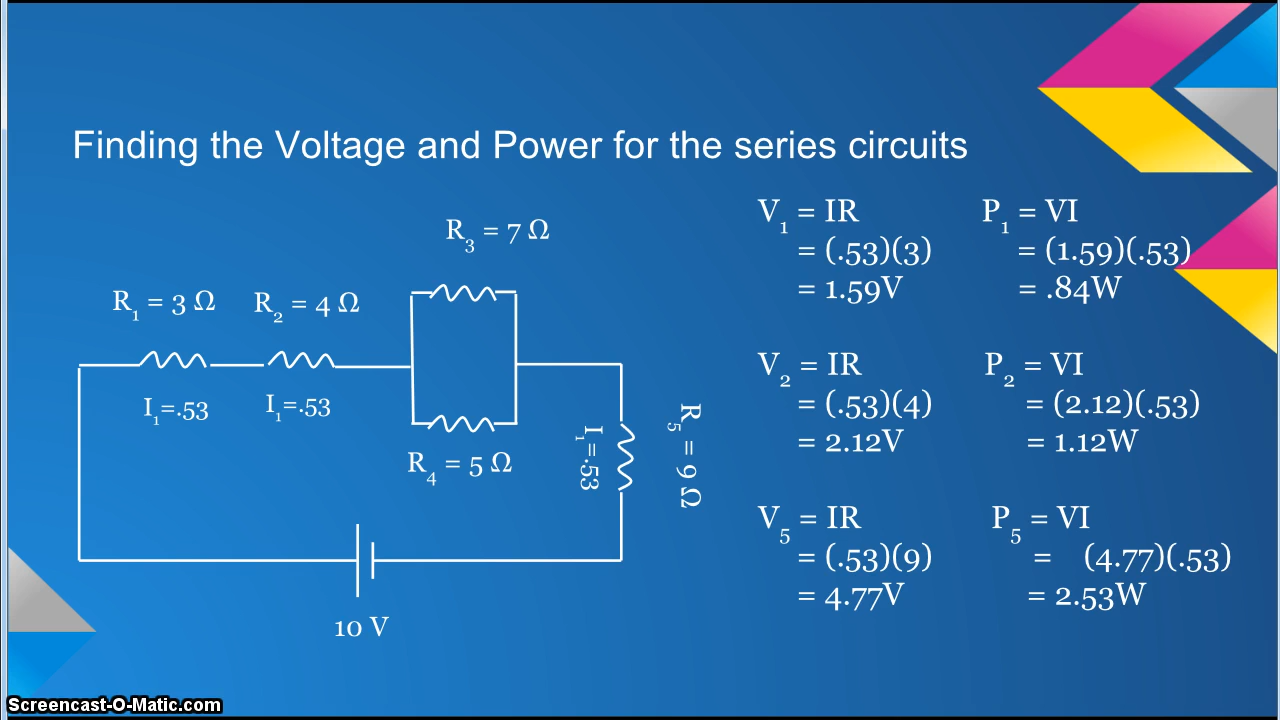 Finding the Voltage and Power for the series circuits
R3 = 7 Ω
R1 = 3 Ω
R2 = 4 Ω
I1=.53
I1=.53
R4 = 5 Ω
I1=.53
R5 = 9 Ω
10 V
V1 = IR
= (.53)(3)
= 1.59V
P1 = VI
= (1.59)(.53)
= .84W
V2 = IR
= (.53)(4)
= 2.12V
P2 = VI
= (2.12)(.53)
= 1.12W
V5 = IR
= (.53)(9)
= 4.77V
P5 = VI
= (4.77)(.53)
= 2.53W
Screencast-O-Matic.com